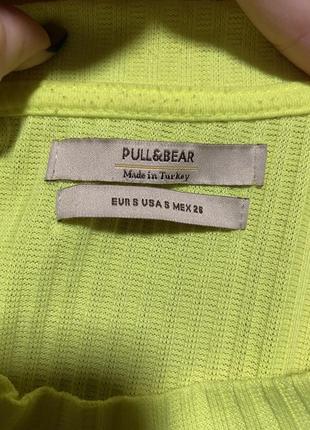 PULL&BEAR
Made in Turkey
EUR S USA S MEX 26